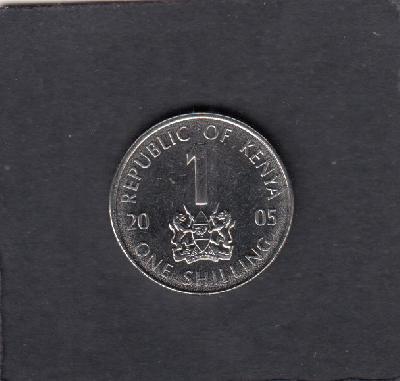 REPUBLIC OF KENYA
1
20 05
ONE SHILLING